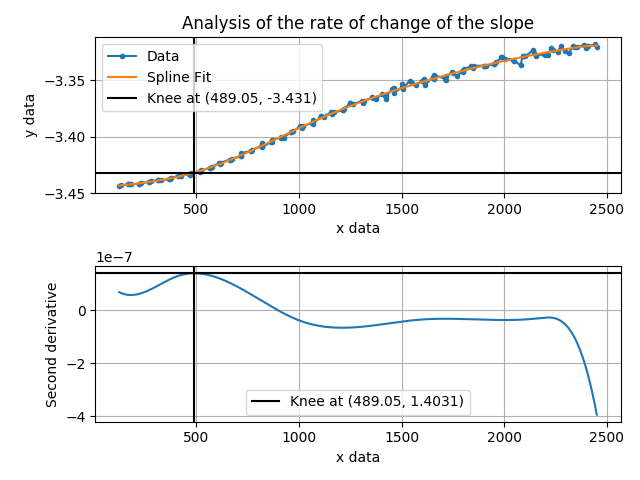 Analysis of the rate of change of the slope
Data
Spline Fit
Knee at (489.05, -3.431)
y data
−3.35
−3.40
−3.45
500
1000
1500
2000
2500
x data
1e−7
Second derivative
0
−2
−4
Knee at (489.05, 1.4031)
500
1000
1500
2000
2500
x data